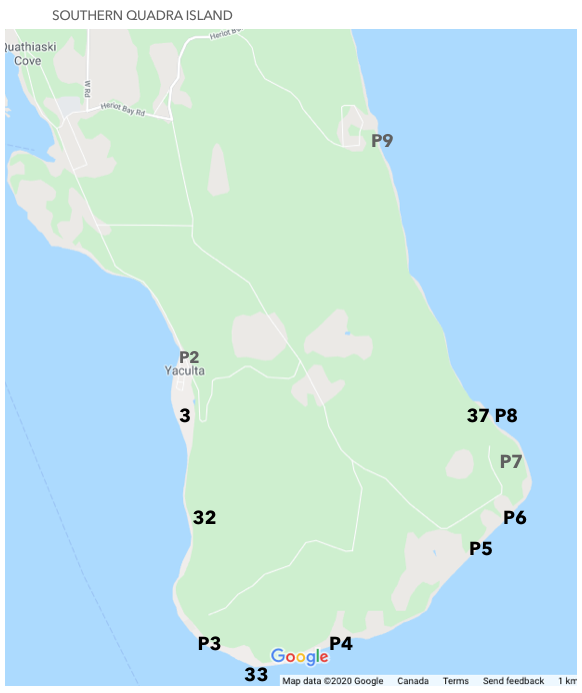 SOUTHERN QUADRA ISLAND
Heriot Bay
Quathiaski
Cove
W Rd
Heriot Bay Rd
P9
P2
Yaculta
3
37 P8
P7
32
P6
P5
P3
P4
Google
33
Map data ©2020 Google Canada Terms Send feedback 1 km